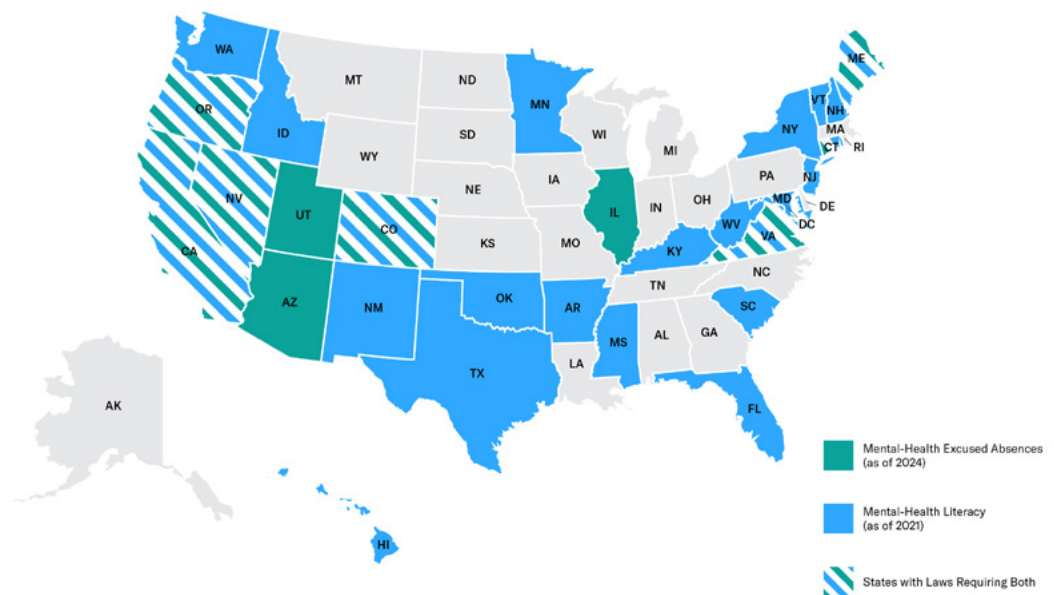 WA
MT
ND
MN
ME
OR
ID
SD
WI
MI
NY
VT
NH
MA
CT
RI
WY
NE
IA
PA
NJ
NV
UT
CO
KS
IL
IN
OH
MD
DE
DC
WV
VA
CA
MO
KY
AZ
NM
OK
AR
TN
NC
SC
MS
AL
GA
TX
LA
FL
AK
HI
Mental-Health Excused Absences
(as of 2024)
Mental-Health Literacy
(as of 2021)
States with Laws Requiring Both